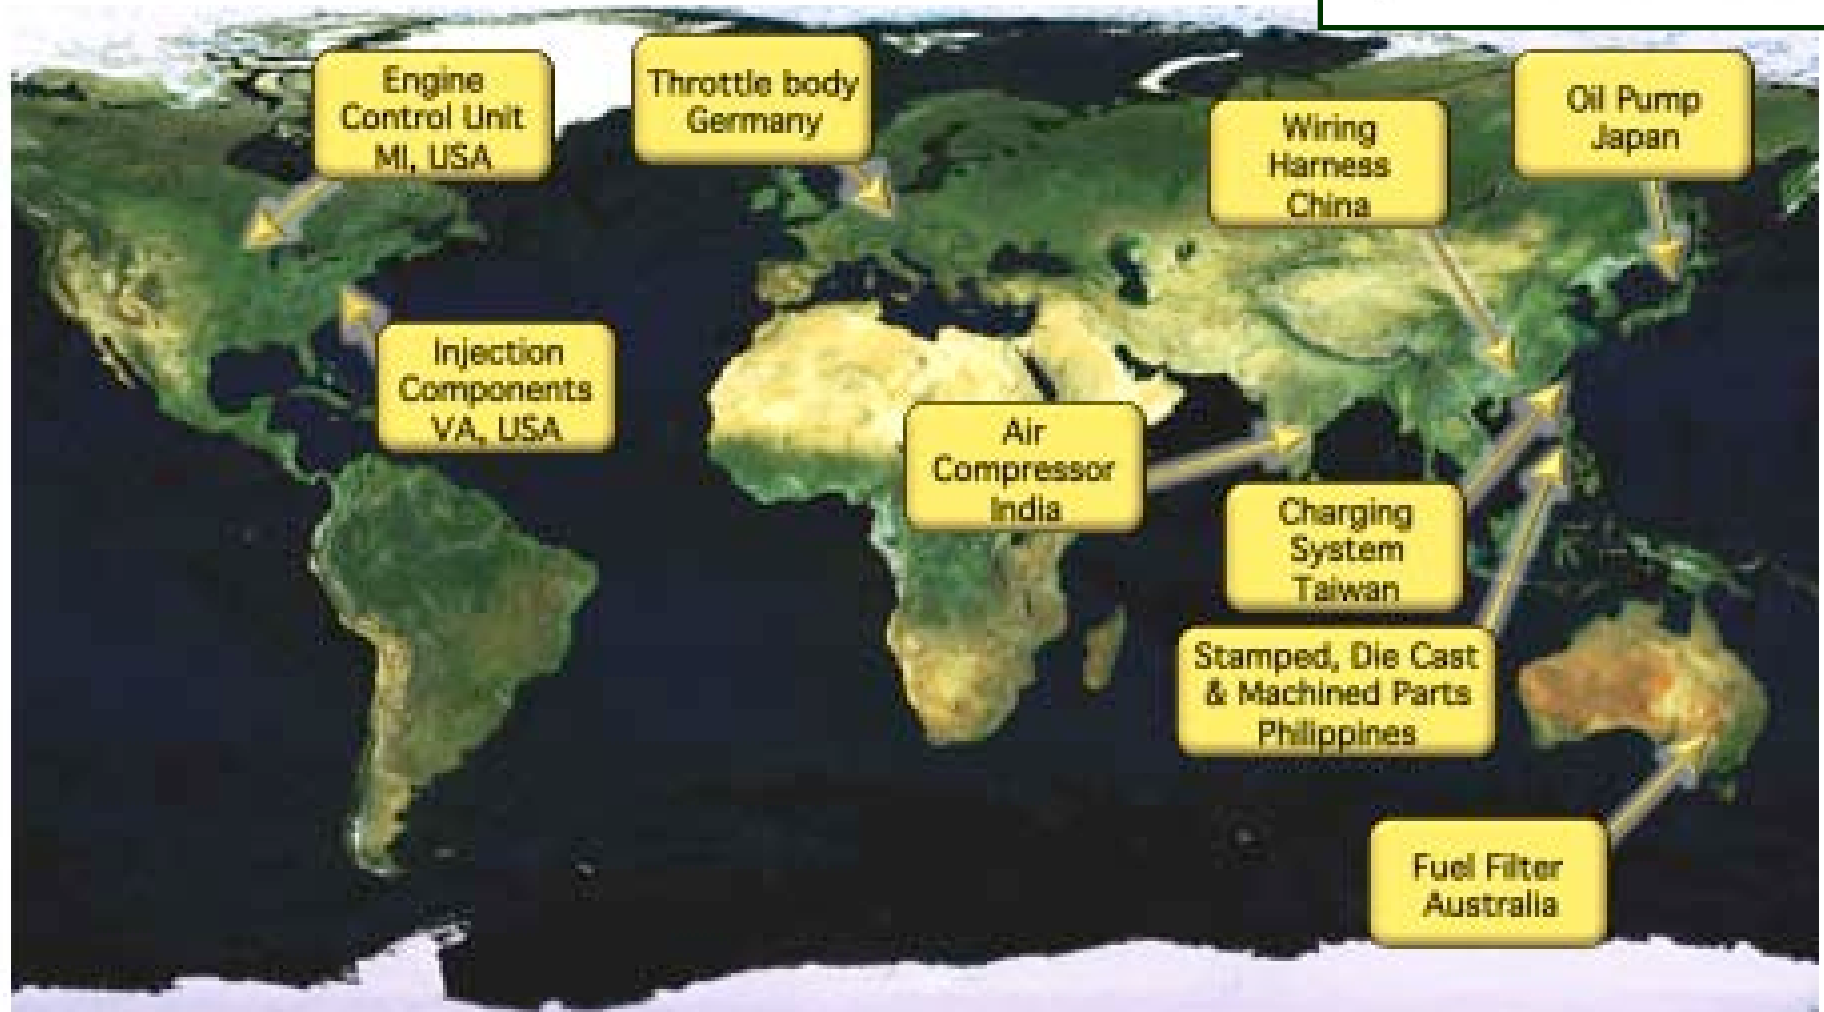 Engine
Control Unit
MI, USA
Throttle body
Germany
Wiring
Harness
China
Oil Pump
Japan
Injection
Components
VA, USA
Air
Compressor
India
Charging
System
Taiwan
Stamped, Die Cast
& Machined Parts
Philippines
Fuel Filter
Australia